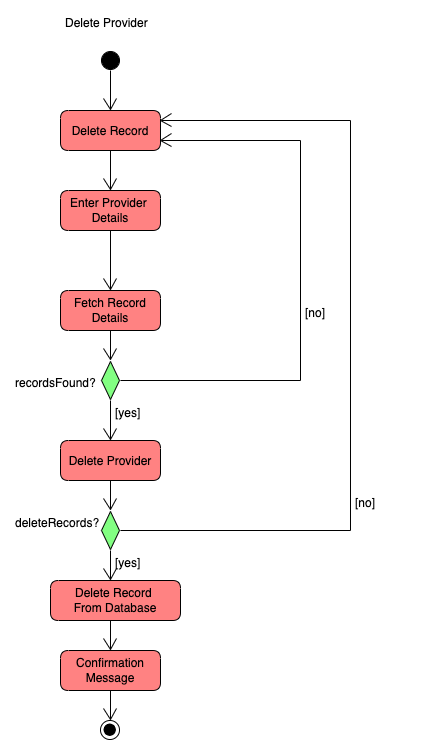 Delete Provider
Delete Record
Enter Provider
Details
Fetch Record
Details
[no]
recordsFound?
[yes]
Delete Provider
[no]
deleteRecords?
[yes]
Delete Record
From Database
Confirmation
Message